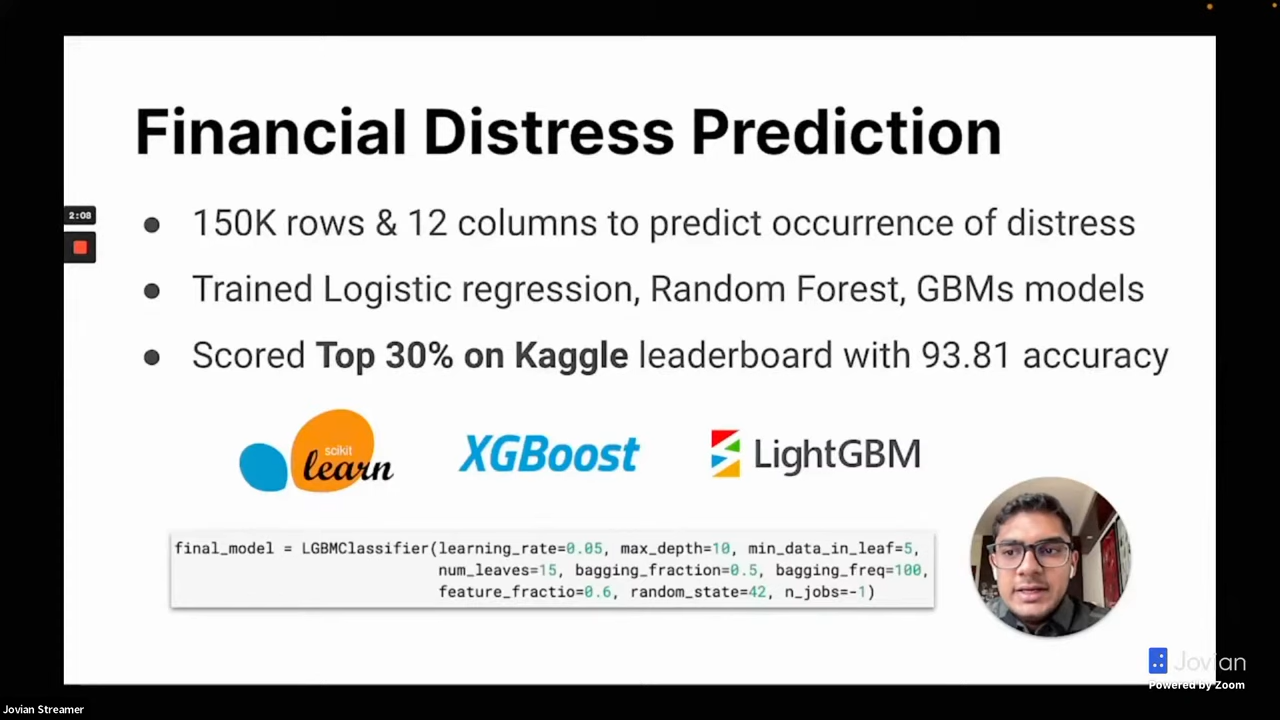 Financial Distress Prediction
2:08
● 150K rows & 12 columns to predict occurrence of distress
● Trained Logistic regression, Random Forest, GBMs models
● Scored Top 30% on Kaggle leaderboard with 93.81 accuracy
scikit
learn
XGBoost
LightGBM
final_model = LGBMClassifier(learning_rate=0.05, max_depth=10, min_data_in_leaf=5,
num_leaves=15, bagging_fraction=0.5, bagging_freq=100,
feature_fractio=0.6, random_state=42, n_jobs=-1)
Jovian
Powered by Zoom
Jovian Streamer